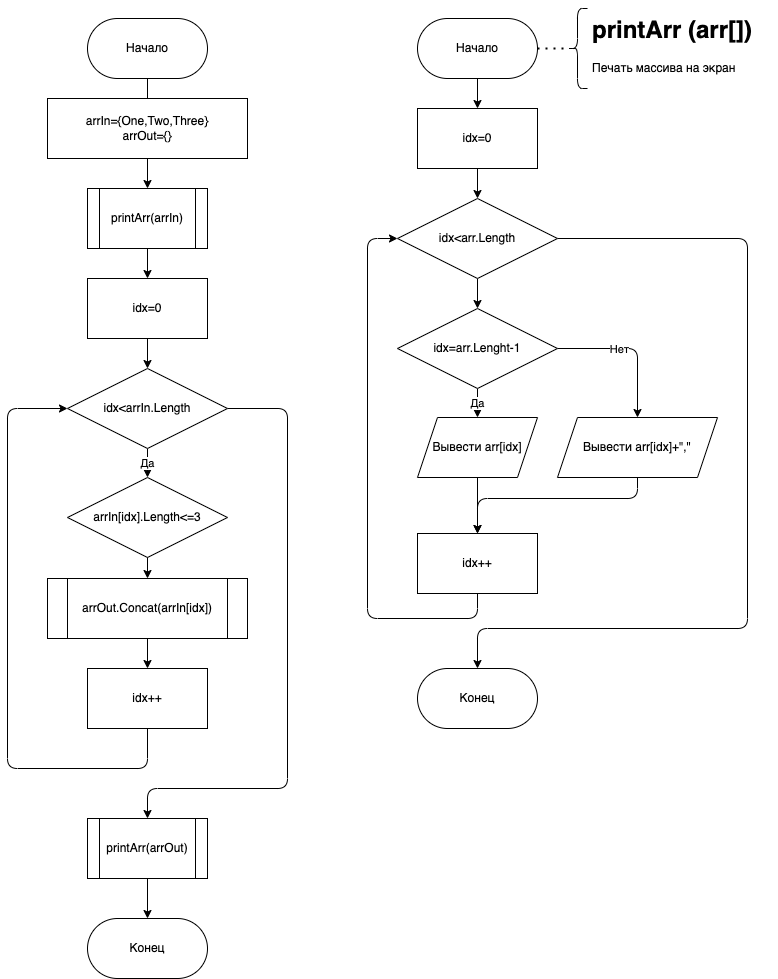 Начало
arrIn={One,Two,Three}
arrOut={}
printArr(arrIn)
idx=0
idx<arrIn.Length
Да
arrIn[idx].Length<=3
arrOut.Concat(arrIn[idx])
idx++
printArr(arrOut)
Конец
Начало
printArr (arr[])
Печать массива на экран
idx=0
idx<arr.Length
idx=arr.Lenght-1
Нет
Да
Вывести arr[idx]
Вывести arr[idx]+","
idx++
Конец